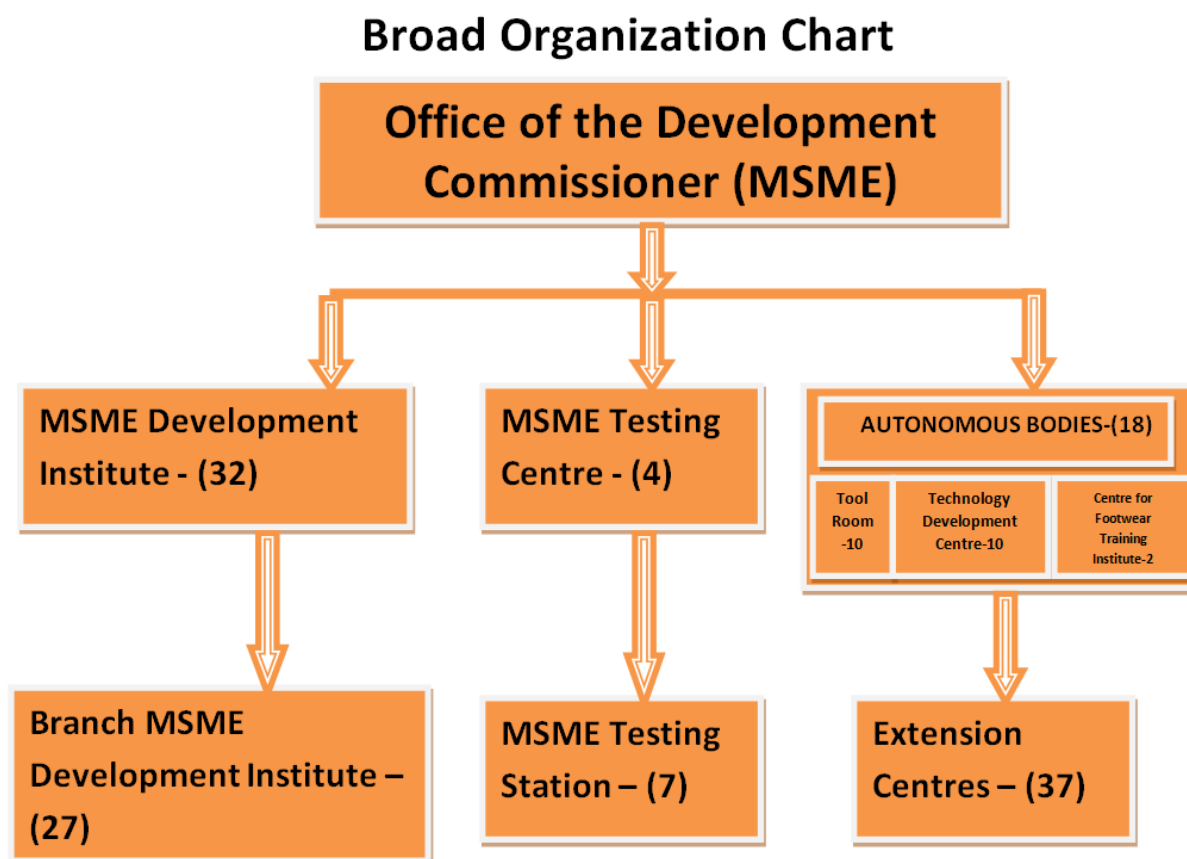 Broad Organization Chart
Office of the Development
Commissioner (MSME)
MSME Development
Institute - (32)
MSME Testing
Centre - (4)
AUTONOMOUS BODIES-(18)
Tool
Room
-10
Technology
Development
Centre-10
Centre for
Footwear
Training
Institute-2
Branch MSME
Development Institute –
(27)
MSME Testing
Station – (7)
Extension
Centres – (37)